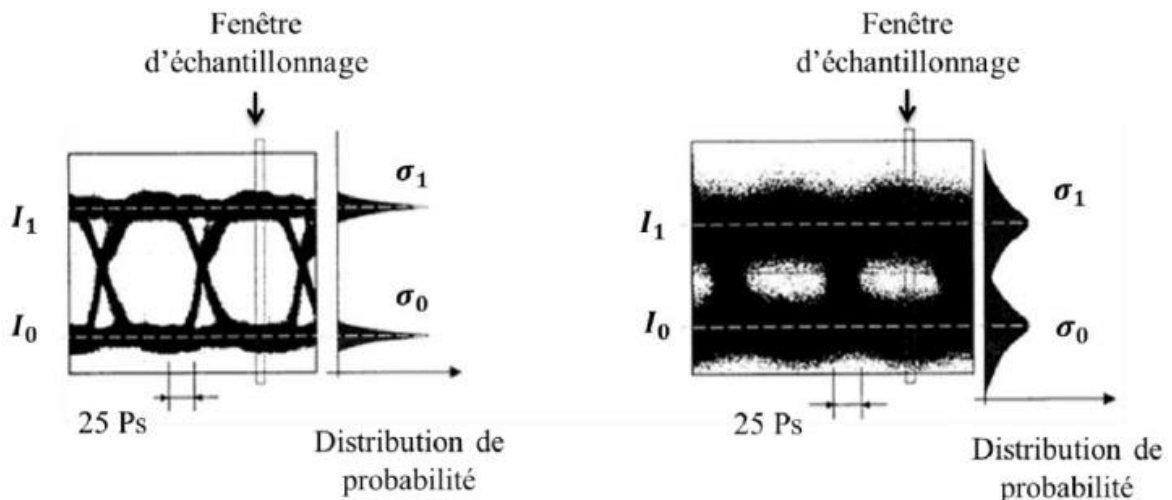 Fenêtre
d'échantillonnage
σ₁
I₁
σ₀
I₀
25 Ps
Distribution de
probabilité
Fenêtre
d'échantillonnage
σ₁
I₁
I₀
σ₀
25 Ps
Distribution de
probabilité